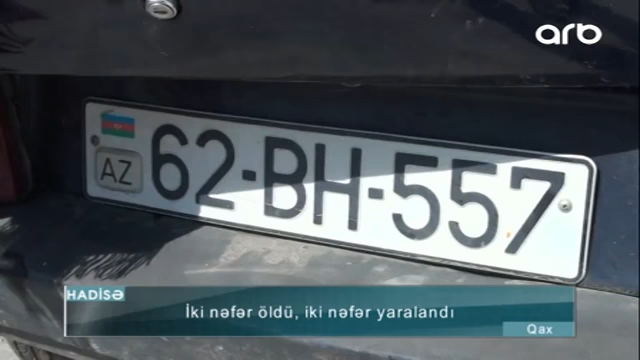 arb
AZ
62-BH-557
HADİSƏ
İki nəfər öldü, iki nəfər yaralandı
Qax